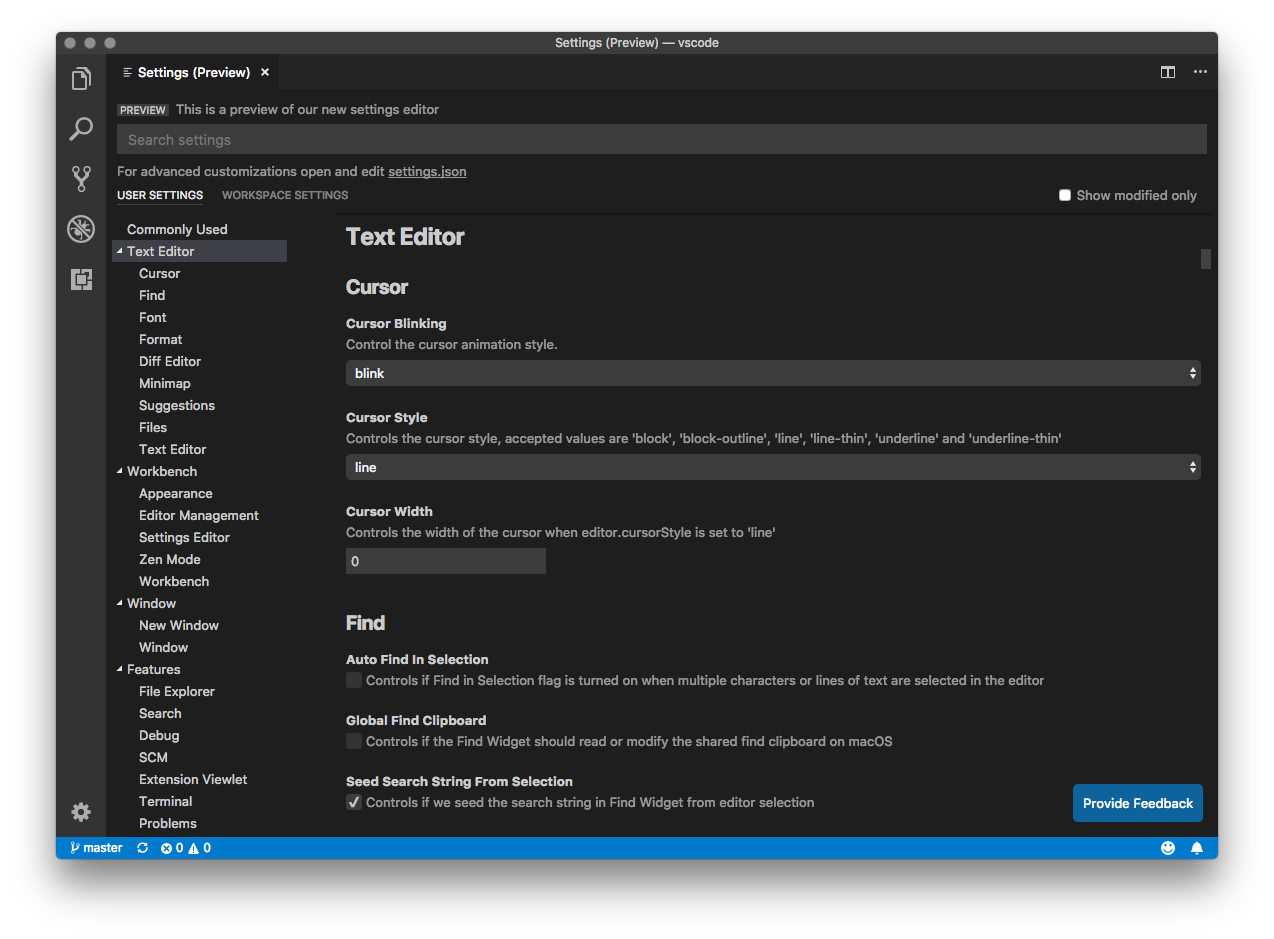 Settings (Preview) — vscode
Settings (Preview) ×
PREVIEW This is a preview of our new settings editor
Search settings
For advanced customizations open and edit settings.json
USER SETTINGS WORKSPACE SETTINGS
Show modified only
Commonly Used
Text Editor
Cursor
Find
Font
Format
Diff Editor
Minimap
Suggestions
Files
Text Editor
Workbench
Appearance
Editor Management
Settings Editor
Zen Mode
Workbench
Window
New Window
Window
Features
File Explorer
Search
Debug
SCM
Extension Viewlet
Terminal
Problems
Text Editor
Cursor
Cursor Blinking
Control the cursor animation style.
blink
Cursor Style
Controls the cursor style, accepted values are 'block', 'block-outline', 'line', 'line-thin', 'underline' and 'underline-thin'
line
Cursor Width
Controls the width of the cursor when editor.cursorStyle is set to 'line'
0
Find
Auto Find In Selection
Controls if Find in Selection flag is turned on when multiple characters or lines of text are selected in the editor
Global Find Clipboard
Controls if the Find Widget should read or modify the shared find clipboard on macOS
Seed Search String From Selection
Controls if we seed the search string in Find Widget from editor selection
Provide Feedback
master 0 0